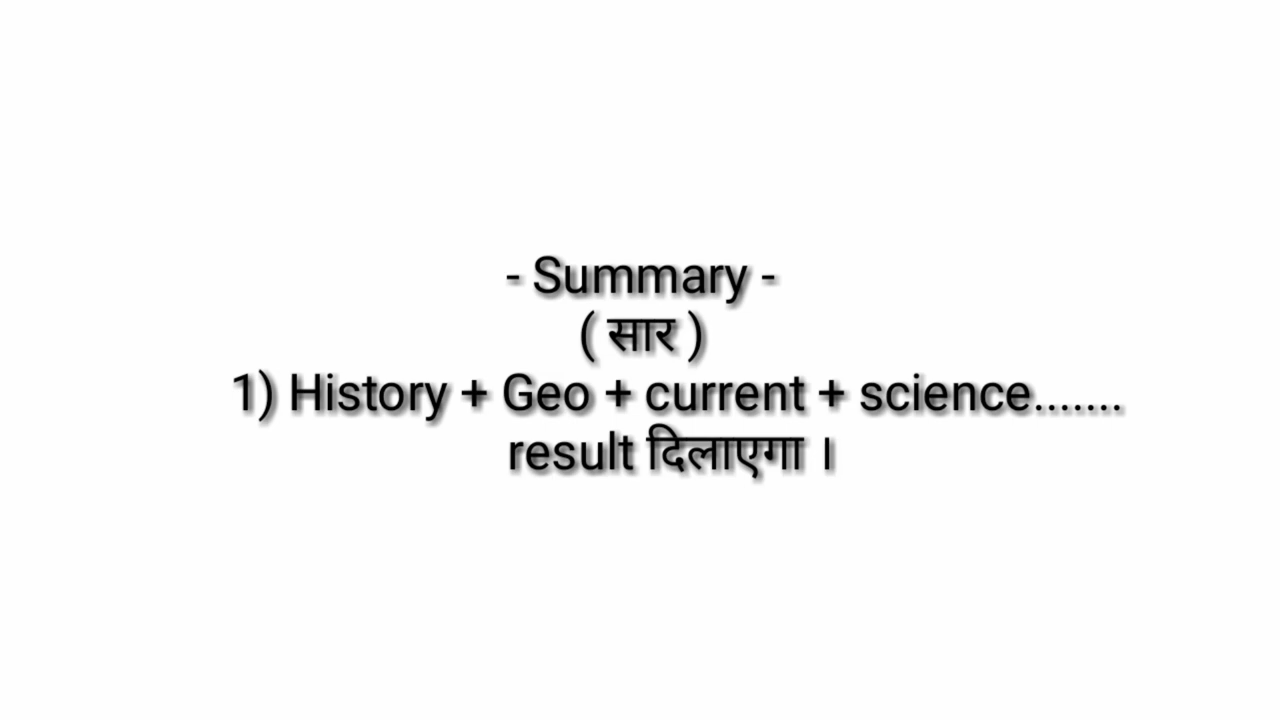 - Summary -
( सार )
1) History + Geo + current + science.......
result दिलाएगा ।